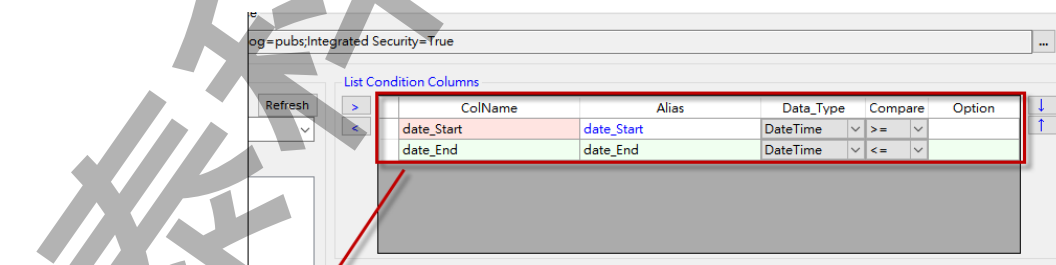 og=pubs;Integrated Security=True ...
List Condition Columns
Refresh > ColName Alias Data_Type Compare Option ↓
< date_Start date_Start DateTime >= ↑
date_End date_End DateTime <=